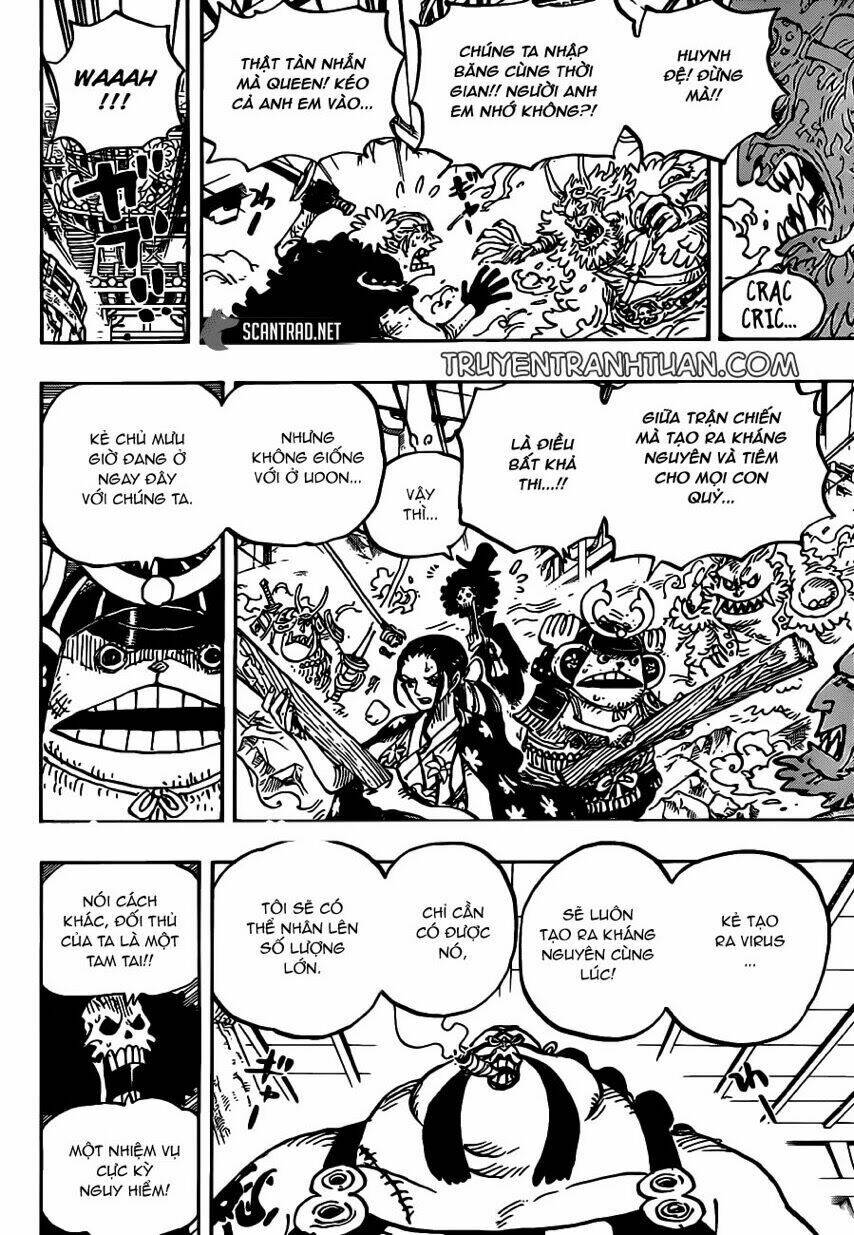 HUYNH
ĐỆ! ĐỪNG
MÀ!!
CRẠC
CRIC...
CHÚNG TA NHẬP
BĂNG CÙNG THỜI
GIAN!! NGƯỜI ANH
EM NHỚ KHÔNG?!
THẬT TÀN NHẪN
MÀ QUEEN! KÉO
CẢ ANH EM VÀO...
WAAAH
!!!
SCANTRAD.NET
TRUYENTRANHTUAN.COM
GIỮA TRẬN CHIẾN
MÀ TẠO RA KHÁNG
NGUYÊN VÀ TIÊM
CHO MỌI CON
QUỶ...
LÀ ĐIỀU
BẤT KHẢ
THI...!!
VẬY
THÌ...
NHƯNG
KHÔNG GIỐNG
VỚI Ở UDON...
KẺ CHỦ MƯU
GIỜ ĐANG Ở
NGAY ĐÂY
VỚI CHÚNG TA.
KẺ TẠO
RA VIRUS
...
SẼ LUÔN
TẠO RA KHÁNG
NGUYÊN CÙNG
LÚC!
CHỈ CẦN
CÓ ĐƯỢC
NÓ,
TÔI SẼ CÓ
THỂ NHÂN LÊN
SỐ LƯỢNG
LỚN.
NÓI CÁCH
KHÁC, ĐỐI THỦ
CỦA TA LÀ MỘT
TAM TAI!!
MỘT NHIỆM VỤ
CỰC KỲ
NGUY HIỂM!